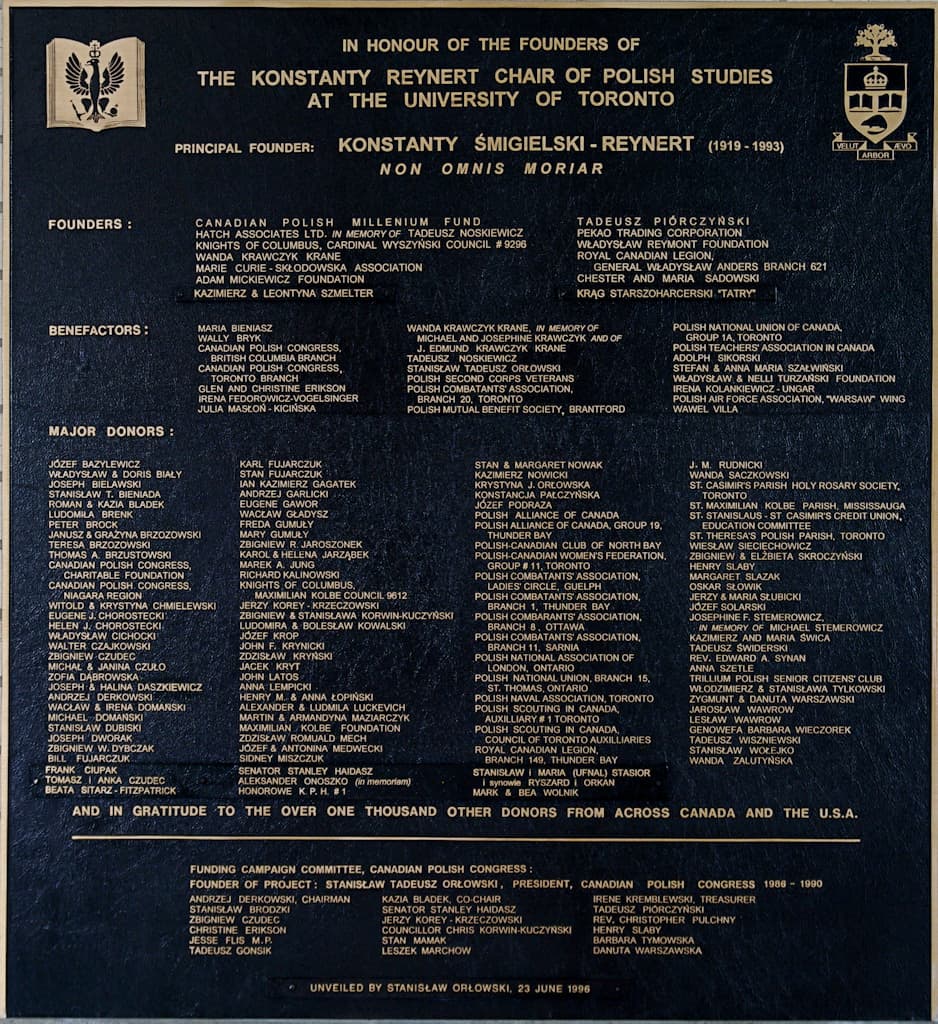 IN HONOUR OF THE FOUNDERS OF
THE KONSTANTY REYNERT CHAIR OF POLISH STUDIES
AT THE UNIVERSITY OF TORONTO
PRINCIPAL FOUNDER: KONSTANTY ŚMIGIELSKI - REYNERT (1919 - 1993)
NON OMNIS MORIAR
VELUT ARBOR ÆVO
FOUNDERS :
CANADIAN POLISH MILLENIUM FUND
HATCH ASSOCIATES LTD. IN MEMORY OF TADEUSZ NOSKIEWICZ
KNIGHTS OF COLUMBUS, CARDINAL WYSZYŃSKI COUNCIL # 9296
WANDA KRAWCZYK KRANE
MARIE CURIE - SKŁODOWSKA ASSOCIATION
ADAM MICKIEWICZ FOUNDATION
KAZIMIERZ & LEONTYNA SZMELTER
TADEUSZ PIÓRCZYŃSKI
PEKAO TRADING CORPORATION
WŁADYSŁAW REYMONT FOUNDATION
ROYAL CANADIAN LEGION,
GENERAL WŁADYSŁAW ANDERS BRANCH 621
CHESTER AND MARIA SADOWSKI
KRĄG STARSZOHARCERSKI "TATRY"
BENEFACTORS :
MARIA BIENIASZ
WALLY BRYK
CANADIAN POLISH CONGRESS,
BRITISH COLUMBIA BRANCH
CANADIAN POLISH CONGRESS,
TORONTO BRANCH
GLEN AND CHRISTINE ERIKSON
IRENA FEDOROWICZ-VOGELSINGER
JULIA MASŁOŃ - KICIŃSKA
WANDA KRAWCZYK KRANE, IN MEMORY OF
MICHAEL AND JOSEPHINE KRAWCZYK AND OF
J. EDMUND KRAWCZYK KRANE
TADEUSZ NOSKIEWICZ
STANISŁAW TADEUSZ ORŁOWSKI
POLISH SECOND CORPS VETERANS
POLISH COMBATANTS' ASSOCIATION,
BRANCH 20, TORONTO
POLISH MUTUAL BENEFIT SOCIETY, BRANTFORD
POLISH NATIONAL UNION OF CANADA,
GROUP 1A, TORONTO
POLISH TEACHERS' ASSOCIATION IN CANADA
ADOLPH SIKORSKI
STEFAN & ANNA MARIA SZAŁWIŃSKI
WŁADYSŁAW & NELLI TURZAŃSKI FOUNDATION
IRENA KOLANKIEWICZ - UNGAR
POLISH AIR FORCE ASSOCIATION, "WARSAW" WING
WAWEL VILLA
MAJOR DONORS :
JÓZEF BAZYLEWICZ
WŁADYSŁAW & DORIS BIAŁY
JOSEPH BIELAWSKI
STANISŁAW T. BIENIADA
ROMAN & KAZIA BLADEK
LUDOMIŁA BRENK
PETER BROCK
JANUSZ & GRAŻYNA BRZOZOWSKI
TERESA BRZOZOWSKI
THOMAS A. BRZUSTOWSKI
CANADIAN POLISH CONGRESS,
CHARITABLE FOUNDATION
CANADIAN POLISH CONGRESS,
NIAGARA REGION
WITOLD & KRYSTYNA CHMIELEWSKI
EUGENE J. CHOROSTECKI
HELEN J. CHOROSTECKI
WŁADYSŁAW CICHOCKI
WALTER CZAJKOWSKI
ZBIGNIEW CZUDEC
MICHAŁ & JANINA CZUŁO
ZOFIA DĄBROWSKA
JOSEPH & HALINA DASZKIEWICZ
ANDRZEJ DERKOWSKI
WACŁAW & IRENA DOMAŃSKI
MICHAEL DOMAŃSKI
STANISŁAW DUBISKI
JOSEPH DWORAK
ZBIGNIEW W. DYBCZAK
BILL FUJARCZUK
FRANK CIUPAK
TOMASZ I ANKA CZUDEC
BEATA SITARZ - FITZPATRICK
KARL FUJARCZUK
STAN FUJARCZUK
IAN KAZIMIERZ GAGATEK
ANDRZEJ GARLICKI
EUGENE GAWOR
WACŁAW GŁADYSZ
FREDA GUMUŁY
MARY GUMUŁY
ZBIGNIEW R. JAROSZONEK
KAROL & HELENA JARZĄBEK
MAREK A. JUNG
RICHARD KALINOWSKI
KNIGHTS OF COLUMBUS,
MAXIMILIAN KOLBE COUNCIL 9612
JERZY KOREY - KRZECZOWSKI
ZBIGNIEW & STANISŁAWA KORWIN-KUCZYŃSKI
LUDOMIRA & BOLESŁAW KOWALSKI
JÓZEF KROP
JOHN F. KRYNICKI
ZDZISŁAW KRYŃSKI
JACEK KRYT
JOHN LATOS
ANNA LEMPICKI
HENRY M. & ANNA ŁOPIŃSKI
ALEXANDER & LUDMILA LUCKEVICH
MARTIN & ARMANDYNA MAZIARCZYK
MAXIMILIAN KOLBE FOUNDATION
ZDZISŁAW ROMUALD MECH
JÓZEF & ANTONINA MEDWECKI
SIDNEY MISZCZUK
SENATOR STANLEY HAIDASZ
ALEKSANDER ONOSZKO (in memoriam)
HONOROWE K. P. H. # 1
STAN & MARGARET NOWAK
KAZIMIERZ NOWICKI
KRYSTYNA J. ORŁOWSKA
KONSTANCJA PAŁCZYŃSKA
JÓZEF PODRAZA
POLISH ALLIANCE OF CANADA
POLISH ALLIANCE OF CANADA, GROUP 19,
THUNDER BAY
POLISH-CANADIAN CLUB OF NORTH BAY
POLISH-CANADIAN WOMEN'S FEDERATION,
GROUP # 11, TORONTO
POLISH COMBATANTS' ASSOCIATION,
LADIES' CIRCLE, GUELPH
POLISH COMBATANTS' ASSOCIATION,
BRANCH 1, THUNDER BAY
POLISH COMBARANTS' ASSOCIATION,
BRANCH 8, OTTAWA
POLISH COMBATANTS' ASSOCIATION,
BRANCH 11, SARNIA
POLISH NATIONAL ASSOCIATION OF
LONDON, ONTARIO
POLISH NATIONAL UNION, BRANCH 15,
ST. THOMAS, ONTARIO
POLISH NAVAL ASSOCIATION, TORONTO
POLISH SCOUTING IN CANADA,
AUXILLIARY # 1 TORONTO
POLISH SCOUTING IN CANADA,
COUNCIL OF TORONTO AUXILLIARIES
ROYAL CANADIAN LEGION,
BRANCH 149, THUNDER BAY
STANISŁAW i MARIA (UFNAL) STASIOR
i synowie RYSZARD i ORKAN
MARK & BEA WOLNIK
J. M. RUDNICKI
WANDA SACZKOWSKI
ST. CASIMIR'S PARISH HOLY ROSARY SOCIETY,
TORONTO
ST. MAXIMILIAN KOLBE PARISH, MISSISSAUGA
ST. STANISLAUS - ST CASIMIR'S CREDIT UNION,
EDUCATION COMMITTEE
ST. THERESA'S POLISH PARISH, TORONTO
WIESŁAW SIECIECHOWICZ
ZBIGNIEW & ELŻBIETA SKROCZYŃSKI
HENRY SLABY
MARGARET SLAZAK
OSKAR SŁOWIK
JERZY & MARIA SŁUBICKI
JÓZEF SOLARSKI
JOSEPHINE F. STEMEROWICZ,
IN MEMORY OF MICHAEL STEMEROWICZ
KAZIMIERZ AND MARIA ŚWICA
TADEUSZ ŚWIDERSKI
REV. EDWARD A. SYNAN
ANNA SZETLE
TRILLIUM POLISH SENIOR CITIZENS' CLUB
WŁODZIMIERZ & STANISŁAWA TYLKOWSKI
ZYGMUNT & DANUTA WARSZAWSKI
JAROSŁAW WAWROW
LESŁAW WAWROW
GENOWEFA BARBARA WIECZOREK
TADEUSZ WISZNIEWSKI
STANISŁAW WOŁEJKO
WANDA ZALUTYŃSKA
AND IN GRATITUDE TO THE OVER ONE THOUSAND OTHER DONORS FROM ACROSS CANADA AND THE U.S.A.
FUNDING CAMPAIGN COMMITTEE, CANADIAN POLISH CONGRESS :
FOUNDER OF PROJECT : STANISŁAW TADEUSZ ORŁOWSKI, PRESIDENT, CANADIAN POLISH CONGRESS 1986 - 1990
ANDRZEJ DERKOWSKI, CHAIRMAN
STANISŁAW BRODZKI
ZBIGNIEW CZUDEC
CHRISTINE ERIKSON
JESSE FLIS M.P.
TADEUSZ GONSIK
KAZIA BLADEK, CO-CHAIR
SENATOR STANLEY HAIDASZ
JERZY KOREY - KRZECZOWSKI
COUNCILLOR CHRIS KORWIN-KUCZYŃSKI
STAN MAMAK
LESZEK MARCHOW
IRENE KREMBLEWSKI, TREASURER
TADEUSZ PIÓRCZYŃSKI
REV. CHRISTOPHER PULCHNY
HENRY SLABY
BARBARA TYMOWSKA
DANUTA WARSZAWSKA
UNVEILED BY STANISŁAW ORŁOWSKI, 23 JUNE 1996